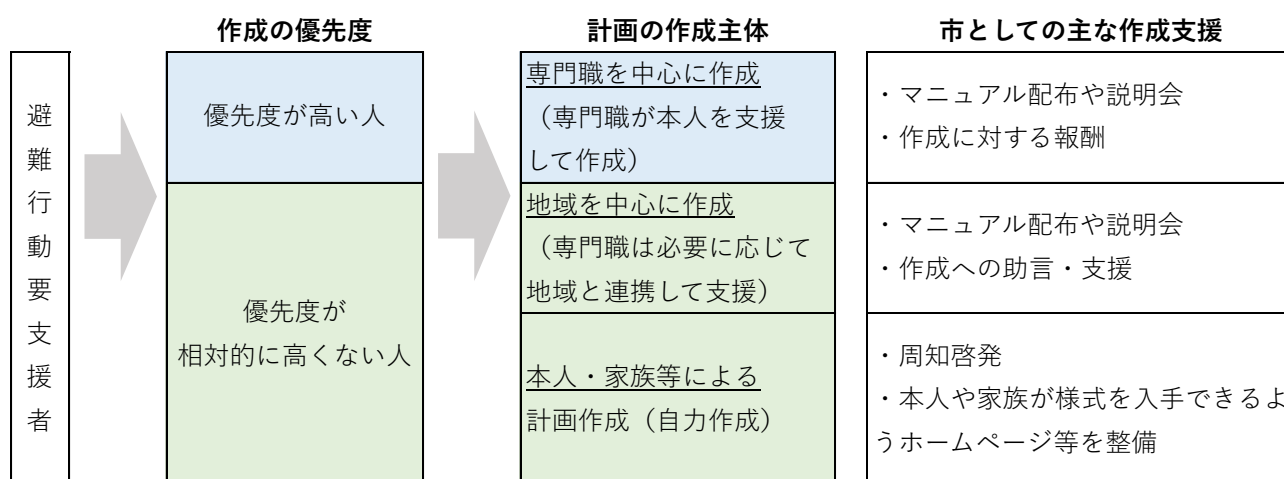 作成の優先度
計画の作成主体
市としての主な作成支援
避難行動要支援者
優先度が高い人
専門職を中心に作成
（専門職が本人を支援
して作成）
・マニュアル配布や説明会
・作成に対する報酬
優先度が
相対的に高くない人
地域を中心に作成
（専門職は必要に応じて
地域と連携して支援）
・マニュアル配布や説明会
・作成への助言・支援
本人・家族等による
計画作成（自力作成）
・周知啓発
・本人や家族が様式を入手できるよ
うホームページ等を整備